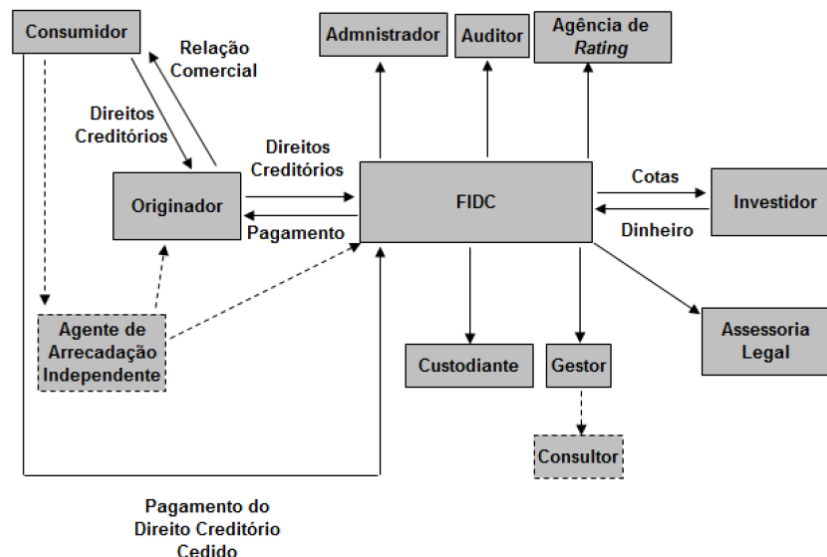 Consumidor
Relação
Comercial
Admnistrador
Auditor
Agência de
Rating
Direitos
Creditórios
Direitos
Creditórios
Originador
Pagamento
FIDC
Cotas
Dinheiro
Investidor
Agente de
Arrecadação
Independente
Custodiante
Gestor
Assessoria
Legal
Consultor
Pagamento do
Direito Creditório
Cedido